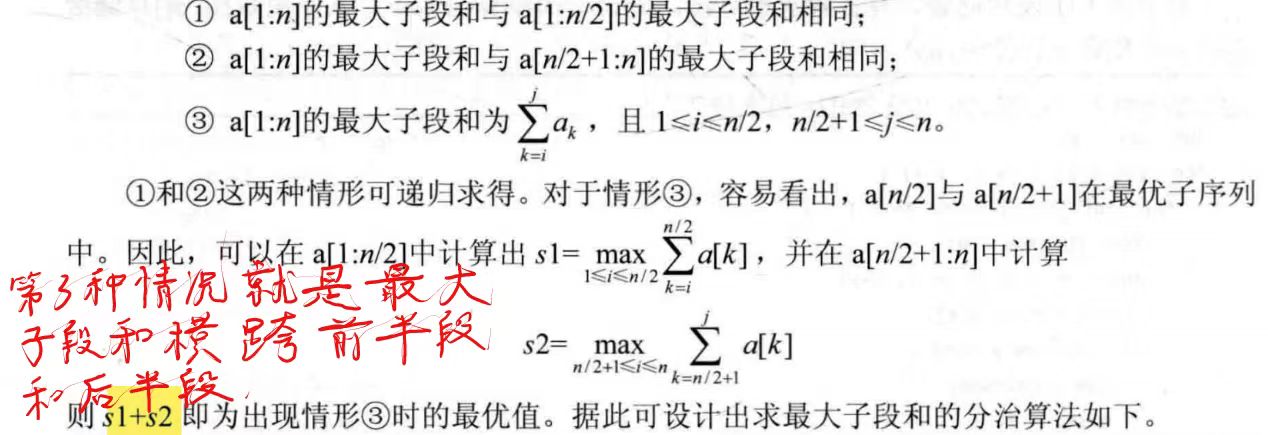 ① a[1:n]的最大子段和与 a[1:n/2]的最大子段和相同;
② a[1:n]的最大子段和与 a[n/2+1:n]的最大子段和相同;
③ a[1:n]的最大子段和为 \sum_{k=i}^{j} a_k ，且 1≤i≤n/2，n/2+1≤j≤n。
①和②这两种情形可递归求得。对于情形③，容易看出，a[n/2]与 a[n/2+1]在最优子序列
中。因此，可以在 a[1:n/2]中计算出 s1= \max_{1≤i≤n/2} \sum_{k=i}^{n/2} a[k]，并在 a[n/2+1:n]中计算
第3种情况就是最大
子段和横跨前半段
和后半段.
s2= \max_{n/2+1≤i≤n} \sum_{k=n/2+1}^{j} a[k]
则 s1+s2 即为出现情形③时的最优值。据此可设计出求最大子段和的分治算法如下。